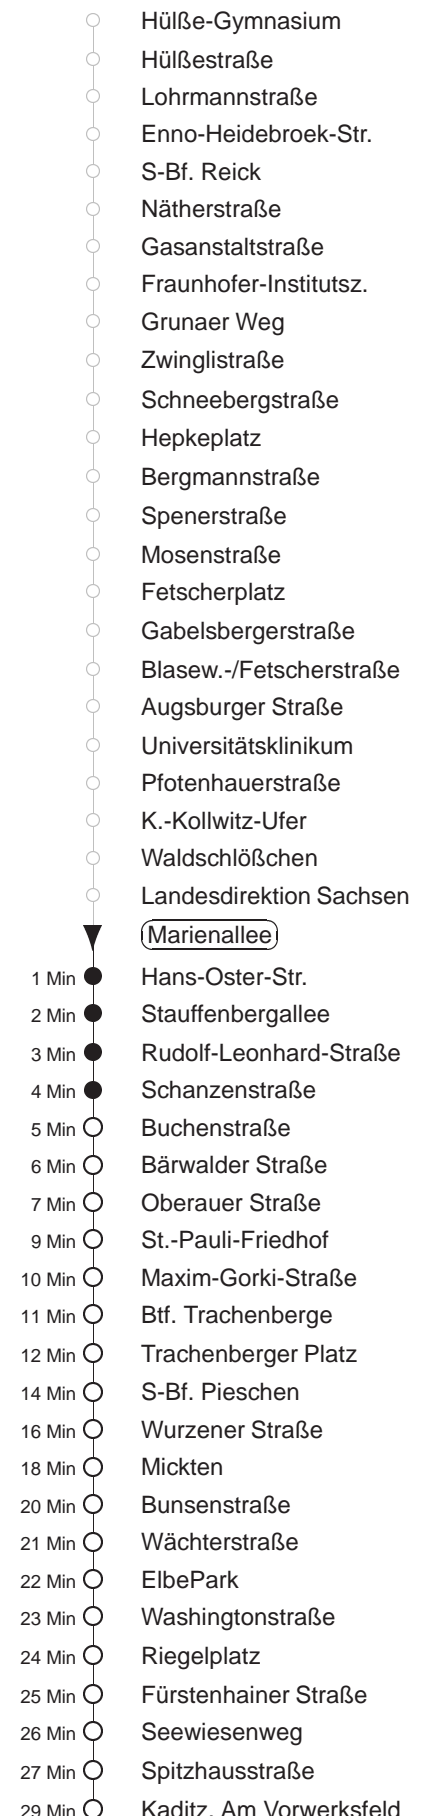 Hülße-Gymnasium
Hülßestraße
Lohrmannstraße
Enno-Heidebroek-Str.
S-Bf. Reick
Nätherstraße
Gasanstaltstraße
Fraunhofer-Institutsz.
Grunaer Weg
Zwinglistraße
Schneebergstraße
Hepkeplatz
Bergmannstraße
Spenerstraße
Mosenstraße
Fetscherplatz
Gabelsbergerstraße
Blasew.-/Fetscherstraße
Augsburger Straße
Universitätsklinikum
Pfotenhauerstraße
K.-Kollwitz-Ufer
Waldschlößchen
Landesdirektion Sachsen
Marienallee
1 Min Hans-Oster-Str.
2 Min Stauffenbergallee
3 Min Rudolf-Leonhard-Straße
4 Min Schanzenstraße
5 Min Buchenstraße
6 Min Bärwalder Straße
7 Min Oberauer Straße
9 Min St.-Pauli-Friedhof
10 Min Maxim-Gorki-Straße
11 Min Btf. Trachenberge
12 Min Trachenberger Platz
14 Min S-Bf. Pieschen
16 Min Wurzener Straße
18 Min Mickten
20 Min Bunsenstraße
21 Min Wächterstraße
22 Min ElbePark
23 Min Washingtonstraße
24 Min Riegelplatz
25 Min Fürstenhainer Straße
26 Min Seewiesenweg
27 Min Spitzhausstraße
29 Min Kaditz, Am Vorwerksfeld